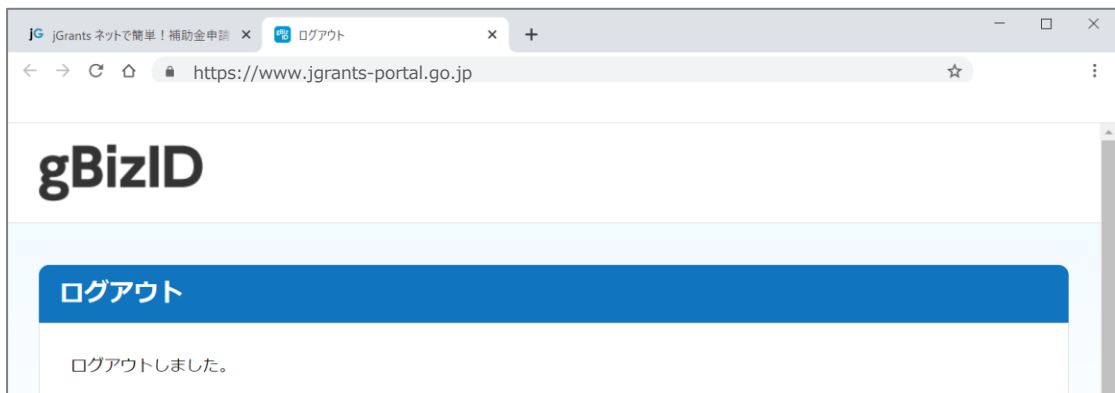 jG jGrants ネットで簡単！補助金申請
gBizID ログアウト
https://www.jgrants-portal.go.jp
gBizID
ログアウト
ログアウトしました。